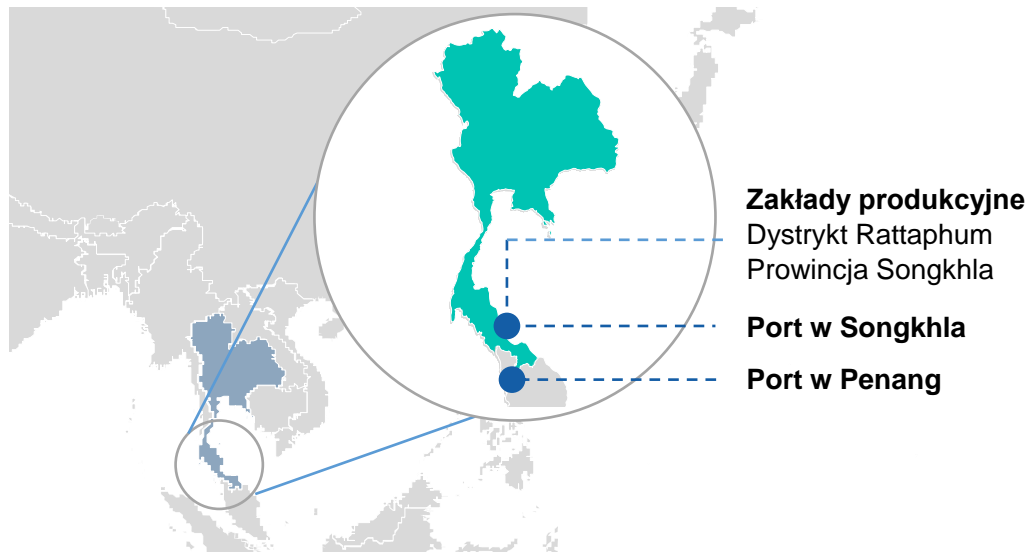 Zakłady produkcyjne
Dystrykt Rattaphum
Prowincja Songkhla
Port w Songkhla
Port w Penang